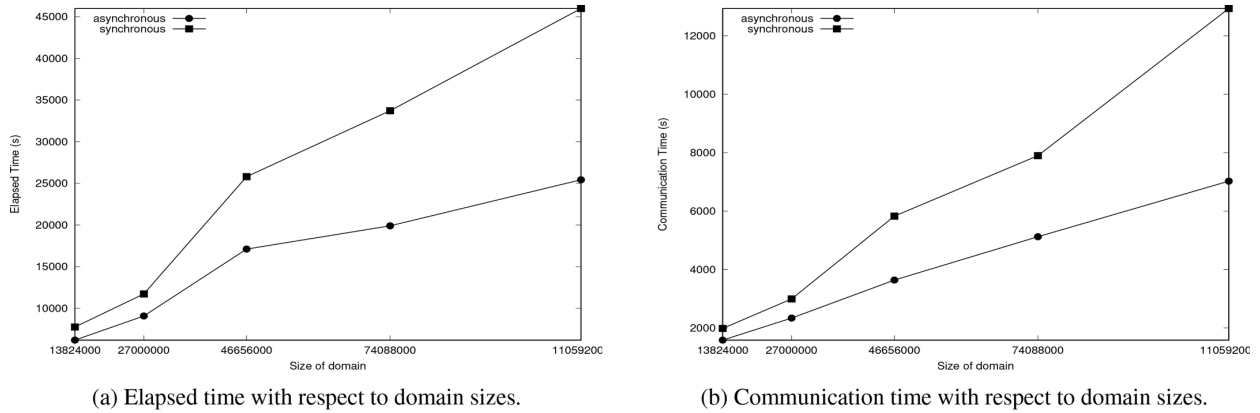 45000
40000
35000
30000
25000
20000
15000
10000
Elapsed Time (s)
asynchronous
synchronous
13824000 27000000 46656000 74088000 11059200
Size of domain
(a) Elapsed time with respect to domain sizes.
12000
10000
8000
6000
4000
2000
Communication Time (s)
asynchronous
synchronous
13824000 27000000 46656000 74088000 11059200
Size of domain
(b) Communication time with respect to domain sizes.